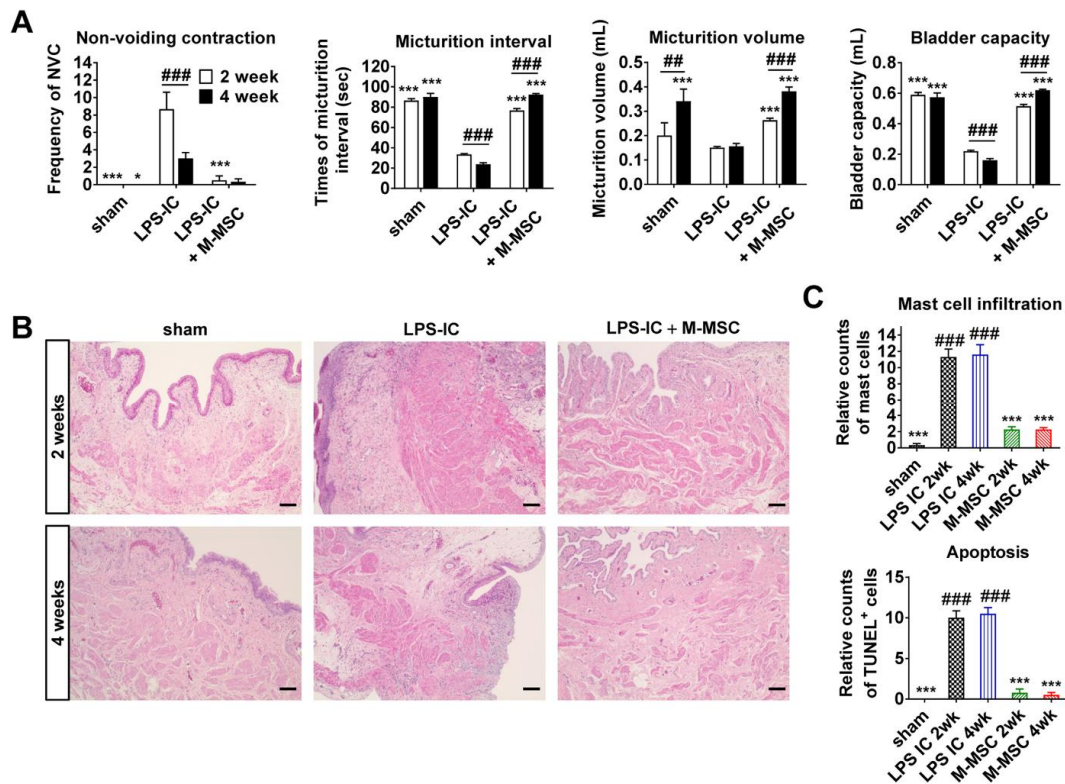 A
Non-voiding contraction
Frequency of NVC
14
12
10
8
6
4
2
0
###
2 week
4 week
***
*
***
sham
LPS-IC
LPS-IC
+ M-MSC
Micturition interval
Times of micturition
interval (sec)
120
100
80
60
40
20
0
***
***
###
###
***
***
sham
LPS-IC
LPS-IC
+ M-MSC
Micturition volume
Micturition volume (mL)
0.5
0.4
0.3
0.2
0.1
0.0
##
***
###
***
***
sham
LPS-IC
LPS-IC
+ M-MSC
Bladder capacity
Bladder capacity (mL)
0.8
0.6
0.4
0.2
0.0
***
***
###
###
***
***
sham
LPS-IC
LPS-IC
+ M-MSC
B
sham
LPS-IC
LPS-IC + M-MSC
2 weeks
4 weeks
C
Mast cell infiltration
Relative counts
of mast cells
14
12
10
8
6
4
2
0
***
###
###
***
***
sham
LPS IC 2wk
LPS IC 4wk
M-MSC 2wk
M-MSC 4wk
Apoptosis
Relative counts
of TUNEL⁺ cells
15
10
5
0
***
###
###
***
***
sham
LPS IC 2wk
LPS IC 4wk
M-MSC 2wk
M-MSC 4wk